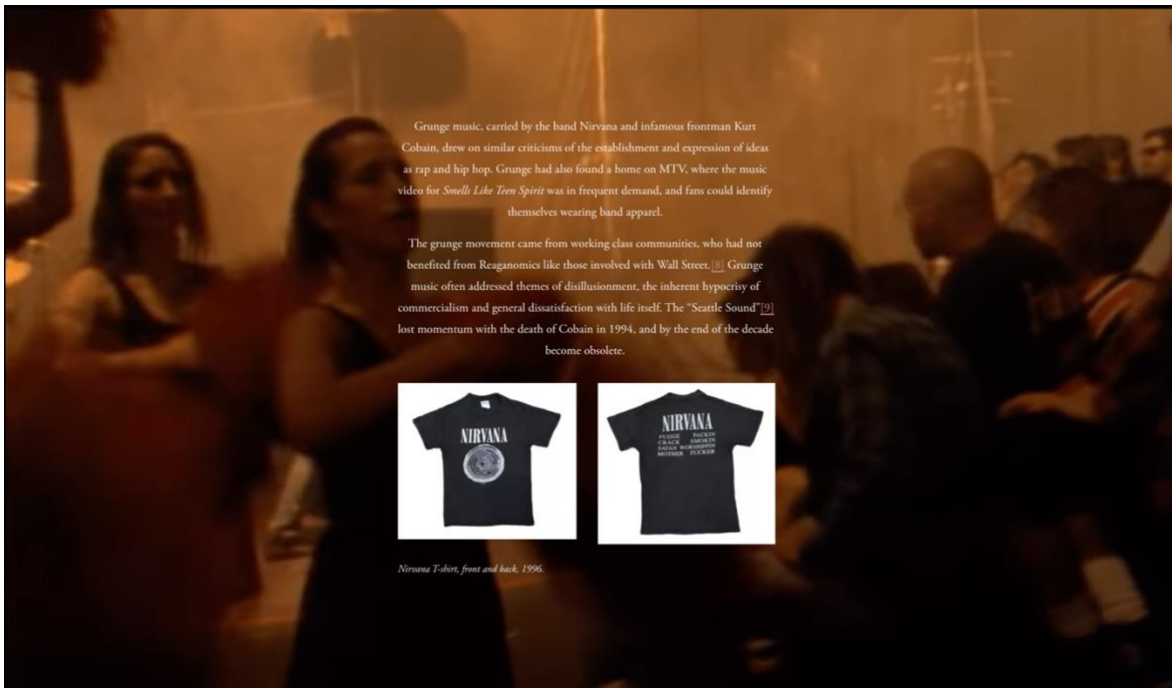 Grunge music, carried by the band Nirvana and infamous frontman Kurt
Cobain, drew on similar criticisms of the establishment and expression of ideas
as rap and hip hop. Grunge had also found a home on MTV, where the music
video for Smells Like Teen Spirit was in frequent demand, and fans could identify
themselves wearing band apparel.
The grunge movement came from working class communities, who had not
benefited from Reaganomics like those involved with Wall Street.[8] Grunge
music often addressed themes of disillusionment, the inherent hypocrisy of
commercialism and general dissatisfaction with life itself. The “Seattle Sound”[9]
lost momentum with the death of Cobain in 1994, and by the end of the decade
become obsolete.
NIRVANA
NIRVANA
FUDGE PACKIN
CRACK SMOKIN
SATAN WORSHIPPIN
MOTHER FUCKER
Nirvana T-shirt, front and back, 1996.